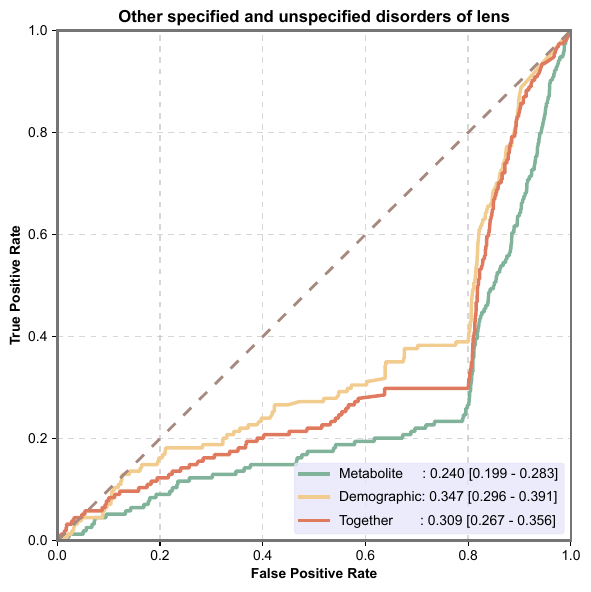 Other specified and unspecified disorders of lens
1.0
0.8
0.6
0.4
0.2
0.0
True Positive Rate
Metabolite : 0.240 [0.199 - 0.283]
Demographic: 0.347 [0.296 - 0.391]
Together : 0.309 [0.267 - 0.356]
0.0 0.2 0.4 0.6 0.8 1.0
False Positive Rate